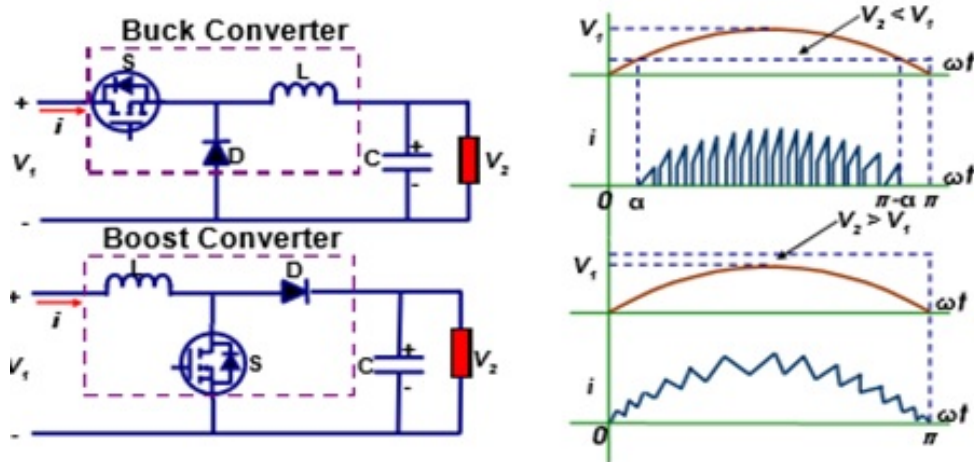 Buck Converter
S
L
+
i
D
C
+
-
V₁
V₂
-
Boost Converter
L
D
+
i
S
C
+
-
V₁
V₂
-
V₁
V₂ < V₁
ωt
i
ωt
0
α
π-α
π
V₂ > V₁
V₁
ωt
i
ωt
0
π